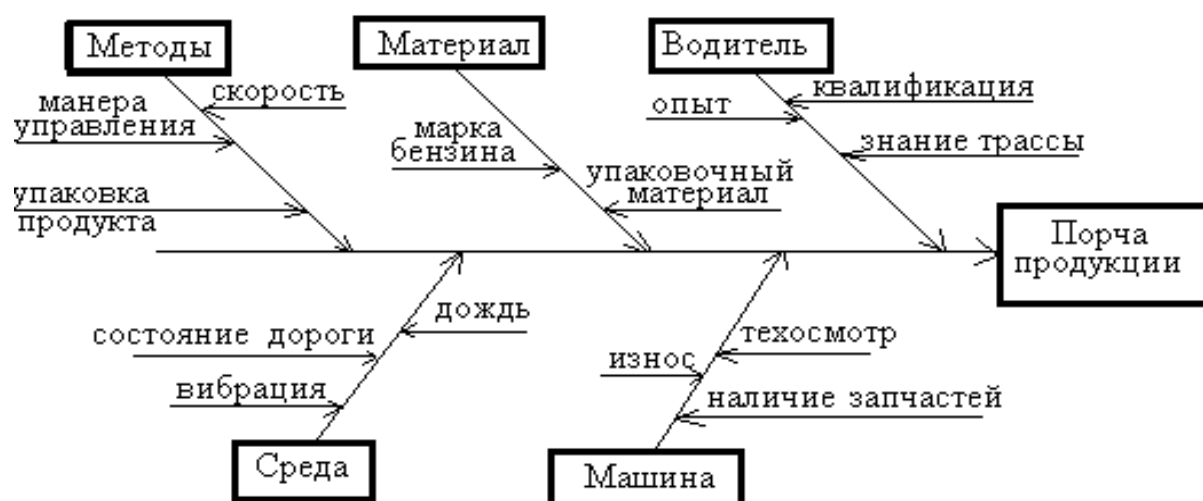 Методы
Материал
Водитель
скорость
манера
управления
упаковка
продукта
марка
бензина
упаковочный
материал
квалификация
опыт
знание трассы
Порча
продукции
дождь
состояние дороги
вибрация
Среда
техосмотр
износ
наличие запчастей
Машина